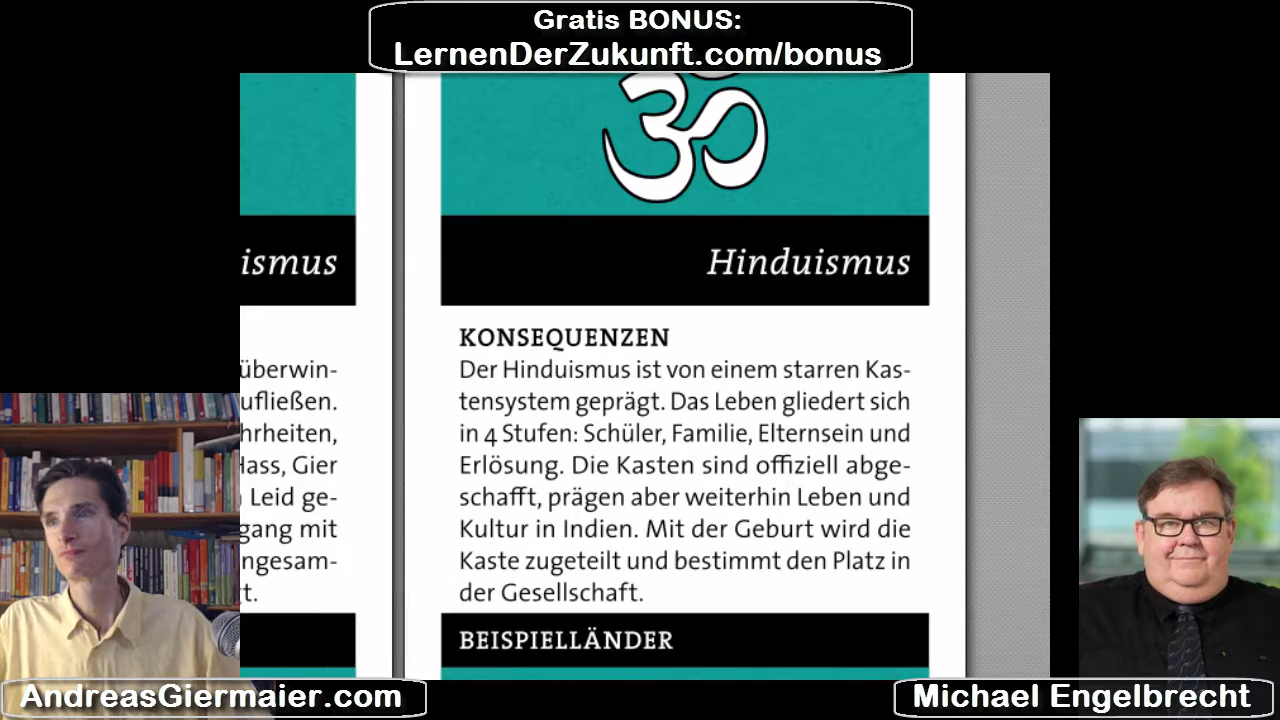 Gratis BONUS:
LernenDerZukunft.com/bonus
ismus
überwin-
ufließen.
hrheiten,
Hass, Gier
Leid ge-
gang mit
ngesam-
t.
ॐ
Hinduismus
KONSEQUENZEN
Der Hinduismus ist von einem starren Kas-
tensystem geprägt. Das Leben gliedert sich
in 4 Stufen: Schüler, Familie, Elternsein und
Erlösung. Die Kasten sind offiziell abge-
schafft, prägen aber weiterhin Leben und
Kultur in Indien. Mit der Geburt wird die
Kaste zugeteilt und bestimmt den Platz in
der Gesellschaft.
BEISPIELLÄNDER
AndreasGiermaier.com
Michael Engelbrecht